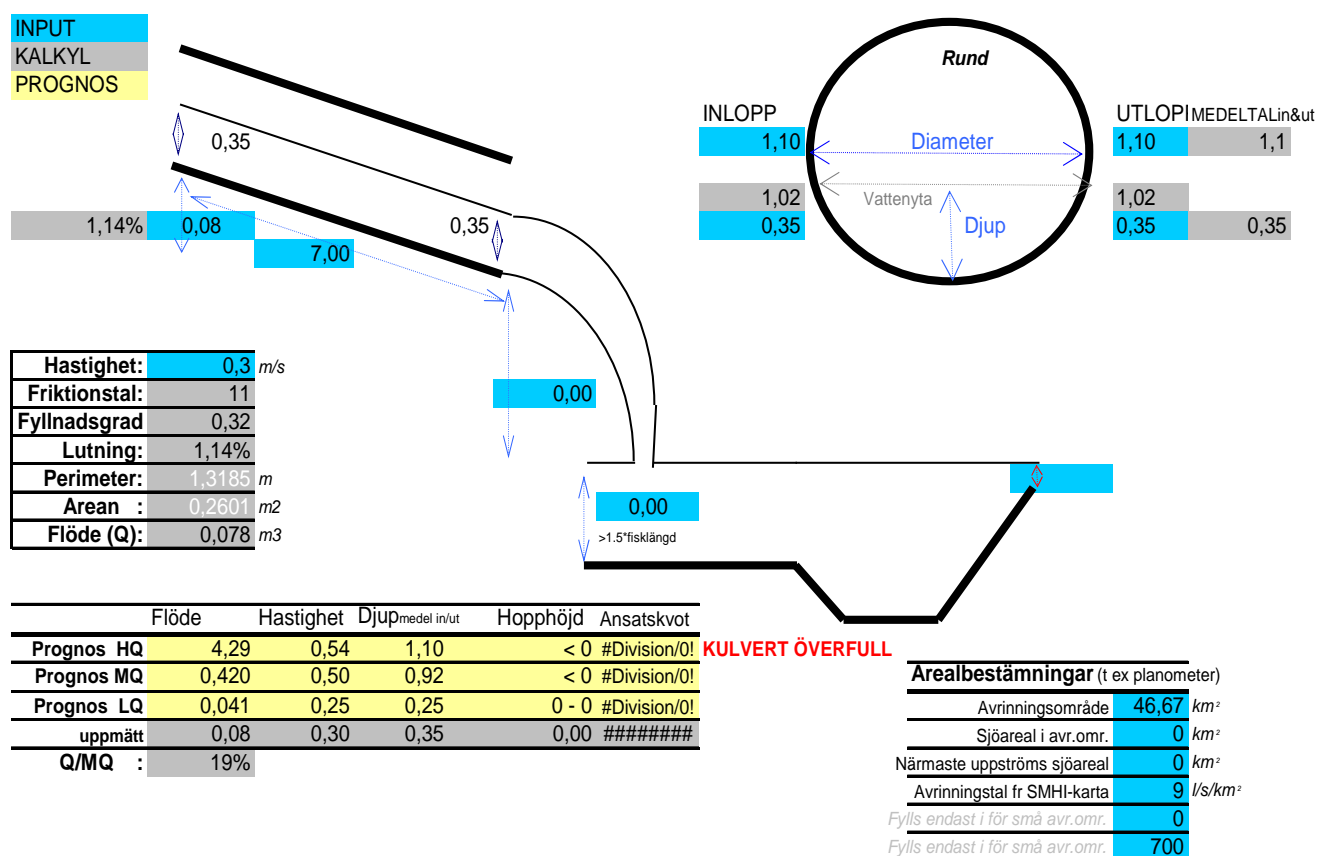 INPUT
KALKYL
PROGNOS
Rund
INLOPP
UTLOPI MEDELTALin&ut
0,35
1,10
Diameter
1,10 1,1
1,02
Vattenyta
1,02
1,14% 0,08
0,35
0,35
Djup
0,35 0,35
7,00
Hastighet: 0,3 m/s
Friktionstal: 11
0,00
Fyllnadsgrad 0,32
Lutning: 1,14%
Perimeter: 1,3185 m
Arean : 0,2601 m2
0,00
Flöde (Q): 0,078 m3
>1.5*fisklängd
Flöde Hastighet Djupmedel in/ut Hopphöjd Ansatskvot
Prognos HQ 4,29 0,54 1,10 < 0 #Division/0! KULVERT ÖVERFULL
Prognos MQ 0,420 0,50 0,92 < 0 #Division/0!
Prognos LQ 0,041 0,25 0,25 0 - 0 #Division/0!
uppmätt 0,08 0,30 0,35 0,00 ########
Q/MQ : 19%
Arealbestämningar (t ex planometer)
Avrinningsområde 46,67 km²
Sjöareal i avr.omr. 0 km²
Närmaste uppströms sjöareal 0 km²
Avrinningstal fr SMHI-karta 9 l/s/km²
Fylls endast i för små avr.omr. 0
Fylls endast i för små avr.omr. 700